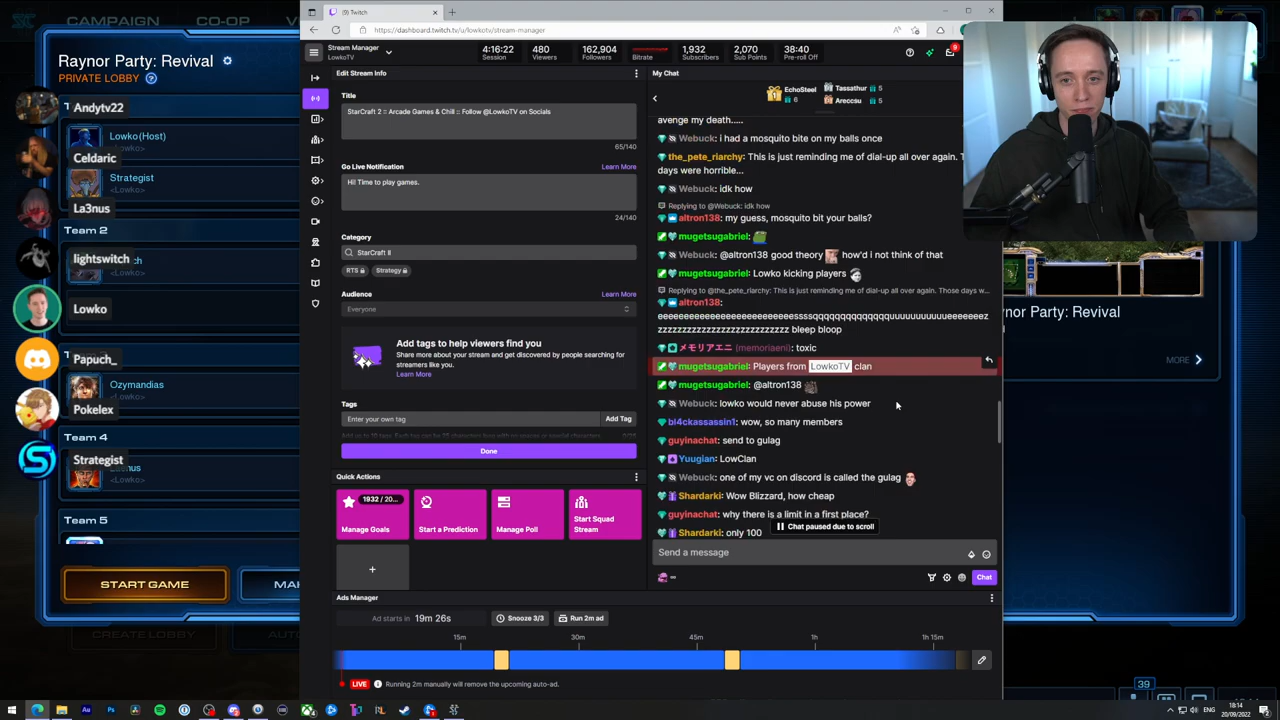 CAMPAIGN
CO-OP
Raynor Party: Revival
PRIVATE LOBBY
Andytv22
Lowko(Host)
<Lowko>
Celdaric
Strategist
<Lowko>
La3nus
Team 2
lightswitch
Lowko
Papuch_
Ozymandias
<Lowko>
Pokelex
Team 4
Strategist
<Lowko>
Team 5
START GAME
CREATE LOBBY
(9) Twitch
https://dashboard.twitch.tv/u/lowkotv/stream-manager
Stream Manager
LowkoTV
4:16:22
Session
480
Viewers
162,904
Followers
Bitrate
1,932
Subscribers
2,070
Sub Points
38:40
Pre-roll Off
9
Edit Stream Info
Title
StarCraft 2 :: Arcade Games & Chill :: Follow @LowkoTV on Socials
65/140
Go Live Notification
Learn More
Hi! Time to play games.
24/140
Category
StarCraft II
RTS
Strategy
Audience
Learn More
Everyone
Add tags to help viewers find you
Share more about your stream and get discovered by people searching for
streamers like you.
Learn More
Tags
Enter your own tag
Add Tag
Done
Quick Actions
1932 / 20...
Manage Goals
Start a Prediction
Manage Poll
Start Squad
Stream
+
Ads Manager
Ad starts in 19m 26s
Snooze 3/3
Run 2m ad
15m
30m
45m
1h
1h 15m
LIVE
Running 2m manually will remove the upcoming auto-ad.
My Chat
1
EchoSteel
6
Tassathur 5
Areccsu 5
avenge my death.....
Webuck: i had a mosquito bite on my balls once
the_pete_riarchy: This is just reminding me of dial-up all over again. T
days were horrible...
Webuck: idk how
Replying to @Webuck: idk how
altron138: my guess, mosquito bit your balls?
mugetsugabriel:
Webuck: @altron138 good theory how'd i not think of that
mugetsugabriel: Lowko kicking players
Replying to @the_pete_riarchy: This is just reminding me of dial-up all over again. Those days w...
altron138:
bleep bloop
メモリアエニ (memoriaeni): toxic
mugetsugabriel: Players from LowkoTV clan
mugetsugabriel: @altron138
Webuck: lowko would never abuse his power
bl4ckassassin1: wow, so many members
guyinachat: send to gulag
Yuugian: LowClan
Webuck: one of my vc on discord is called the gulag
Shardarki: Wow Blizzard, how cheap
guyinachat: why there is a limit in a first place?
Shardarki: only 100
Chat paused due to scroll
Send a message
Chat
ynor Party: Revival
MORE
39
ENG
18:14
20/09/2022